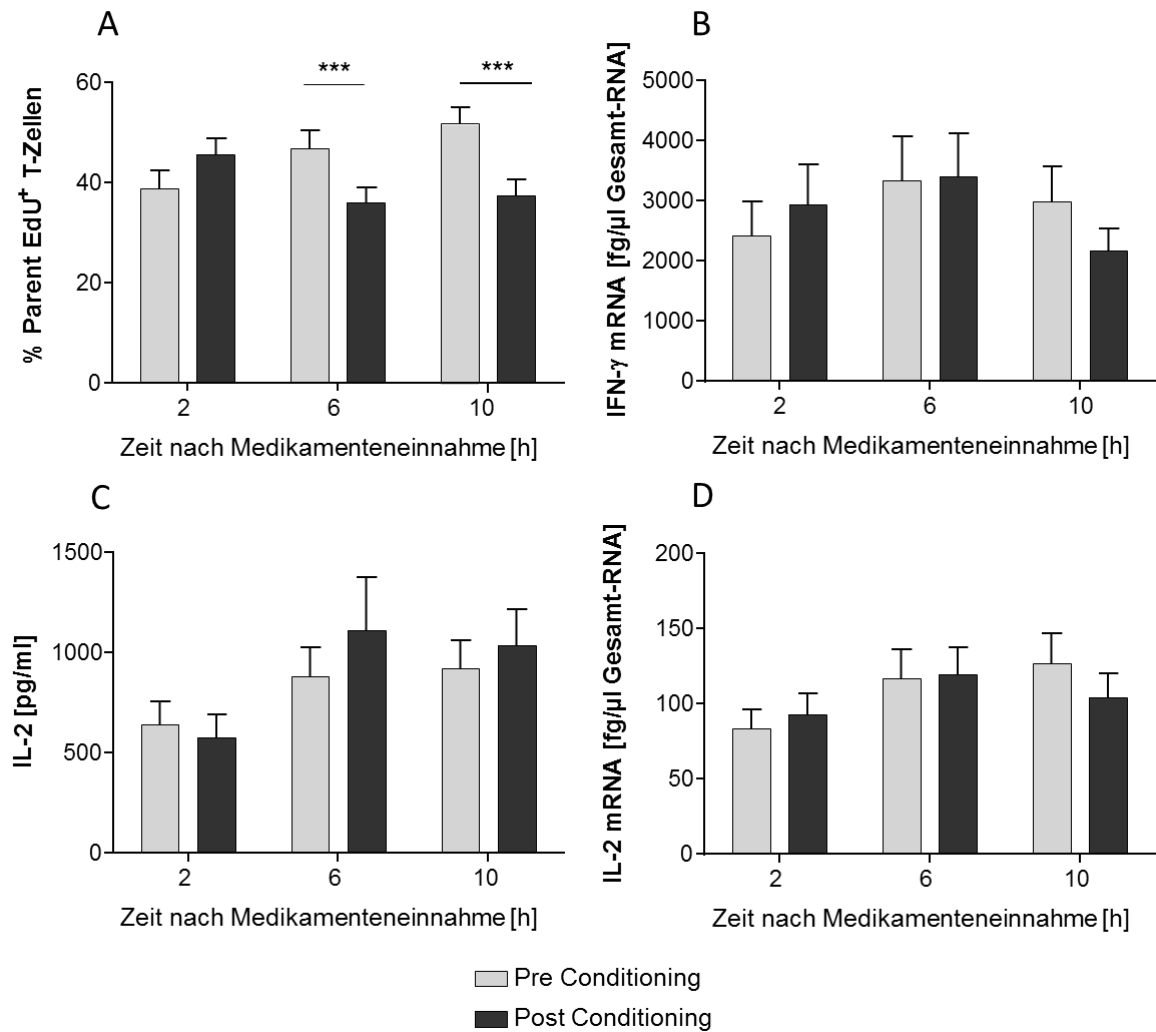 A
% Parent EdU⁺ T-Zellen
60
40
20
0
***
***
2 6 10
Zeit nach Medikamenteneinnahme [h]
B
IFN-γ mRNA [fg/µl Gesamt-RNA]
5000
4000
3000
2000
1000
0
2 6 10
Zeit nach Medikamenteneinnahme [h]
C
IL-2 [pg/ml]
1500
1000
500
0
2 6 10
Zeit nach Medikamenteneinnahme [h]
D
IL-2 mRNA [fg/µl Gesamt-RNA]
200
150
100
50
0
2 6 10
Zeit nach Medikamenteneinnahme [h]
Pre Conditioning
Post Conditioning